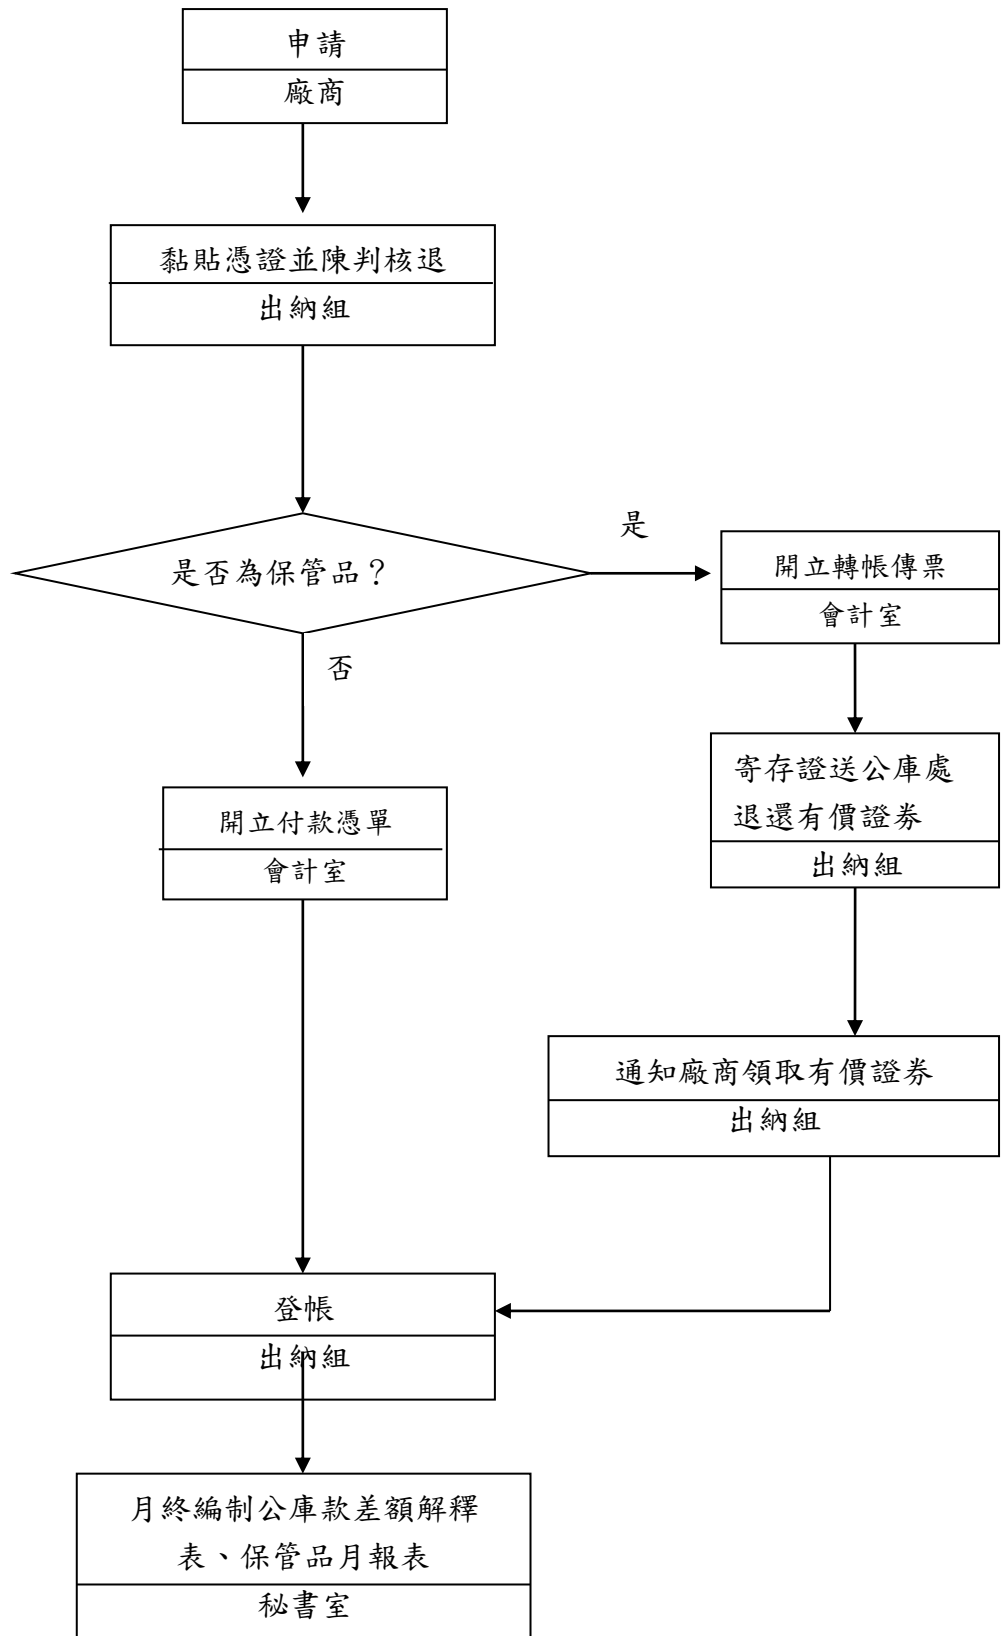 申請
廠商
黏貼憑證並陳判核退
出納組
是否為保管品？
是
開立轉帳傳票
會計室
否
寄存證送公庫處
退還有價證券
出納組
開立付款憑單
會計室
通知廠商領取有價證券
出納組
登帳
出納組
月終編制公庫款差額解釋
表、保管品月報表
秘書室